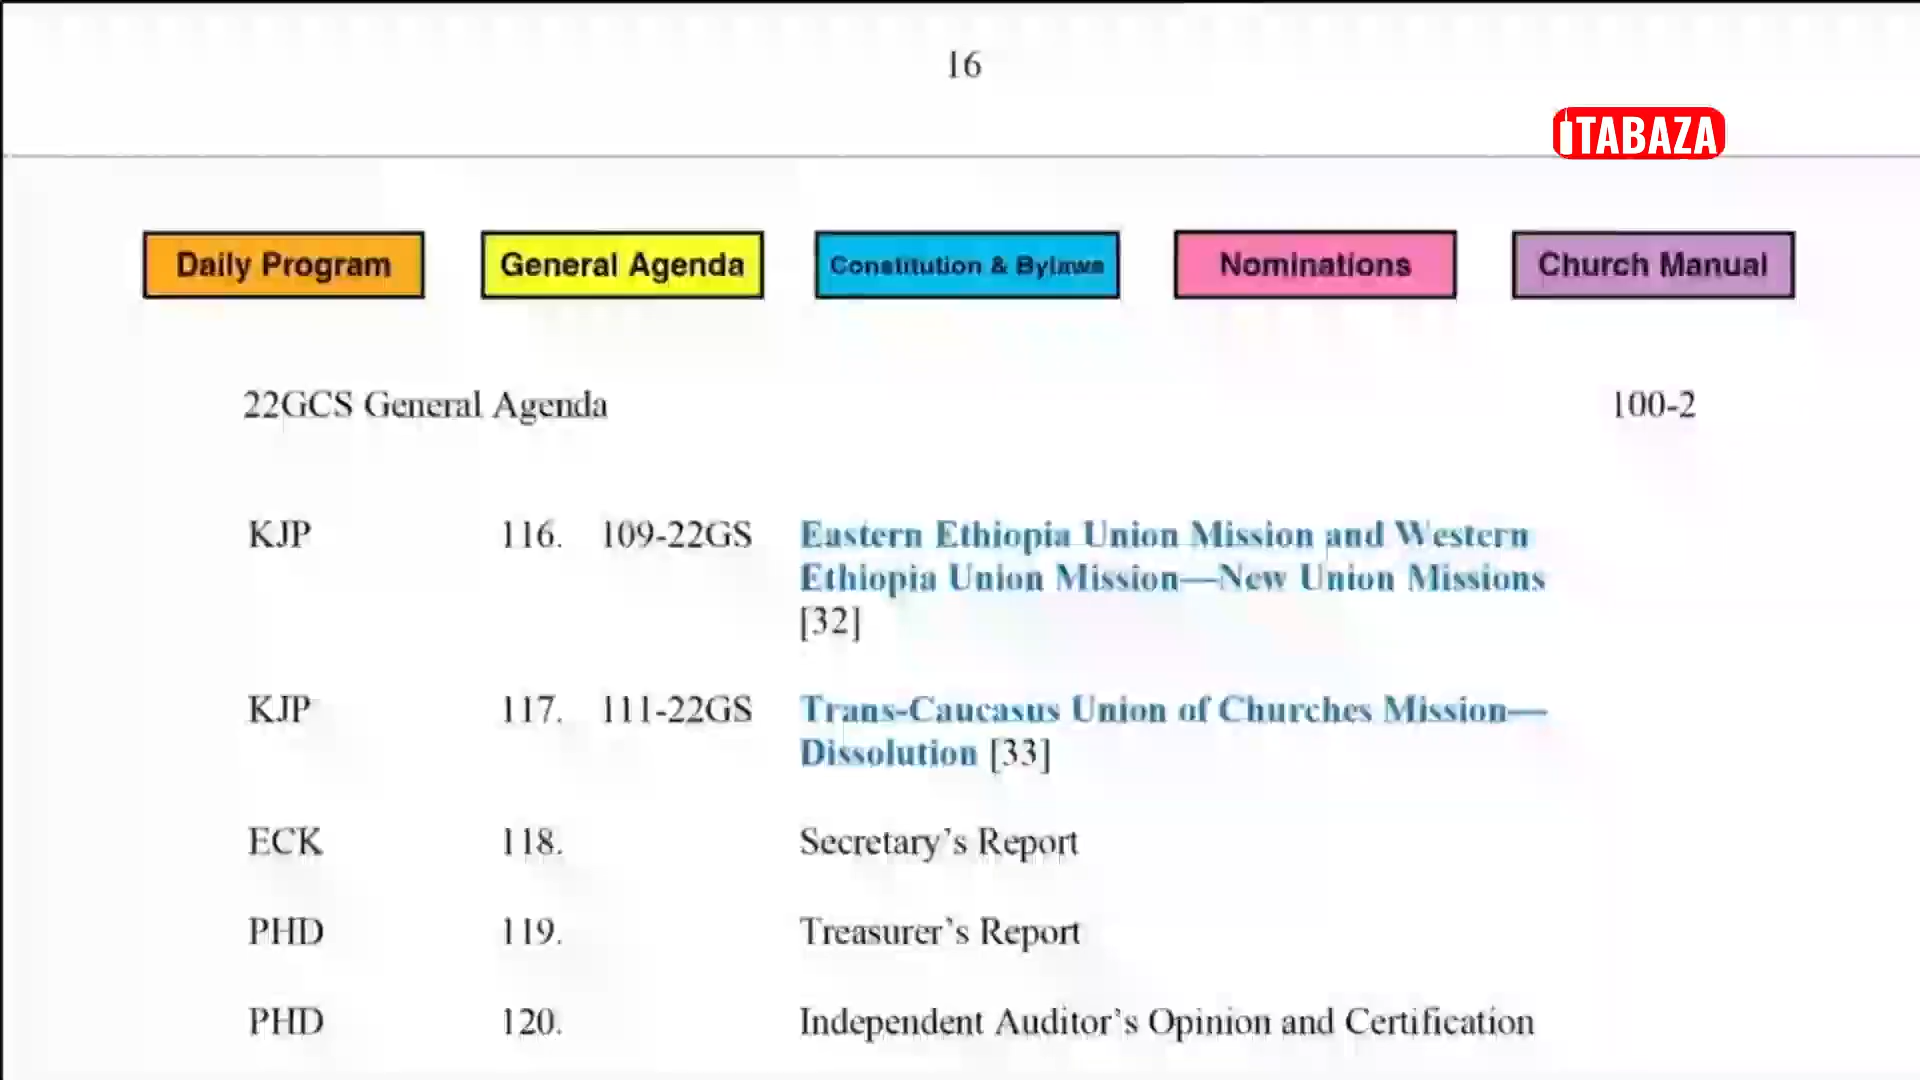 16
iTABAZA
Daily Program
General Agenda
Constitution & Bylaws
Nominations
Church Manual
22GCS General Agenda 100-2
KJP 116. 109-22GS Eastern Ethiopia Union Mission and Western
Ethiopia Union Mission—New Union Missions
[32]
KJP 117. 111-22GS Trans-Caucasus Union of Churches Mission—
Dissolution [33]
ECK 118. Secretary's Report
PHD 119. Treasurer's Report
PHD 120. Independent Auditor's Opinion and Certification